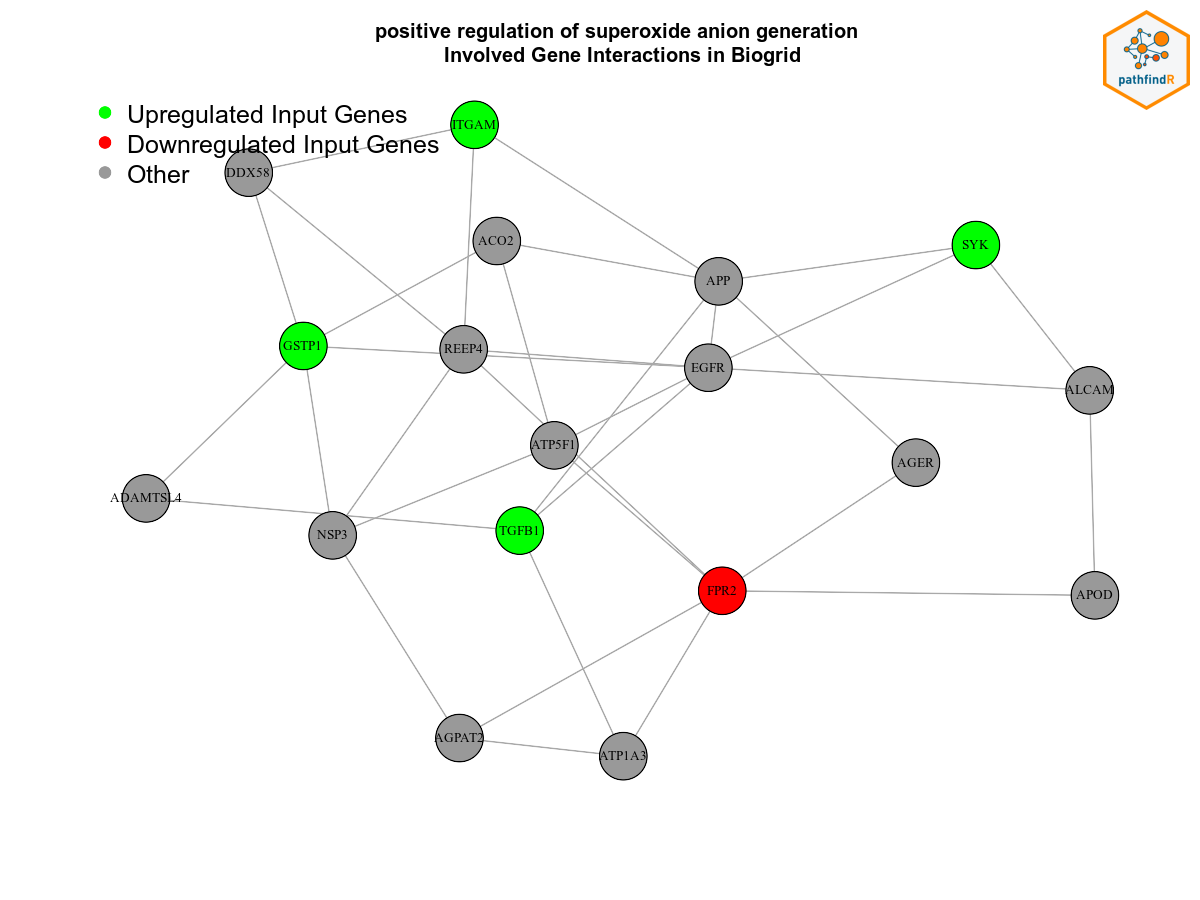 positive regulation of superoxide anion generation
Involved Gene Interactions in Biogrid
pathfindR
Upregulated Input Genes
Downregulated Input Genes
Other
ITGAM
DDX58
ACO2
SYK
APP
GSTP1
REEP4
EGFR
ALCAM
ATP5F1
AGER
ADAMTSL4
NSP3
TGFB1
FPR2
APOD
AGPAT2
ATP1A3